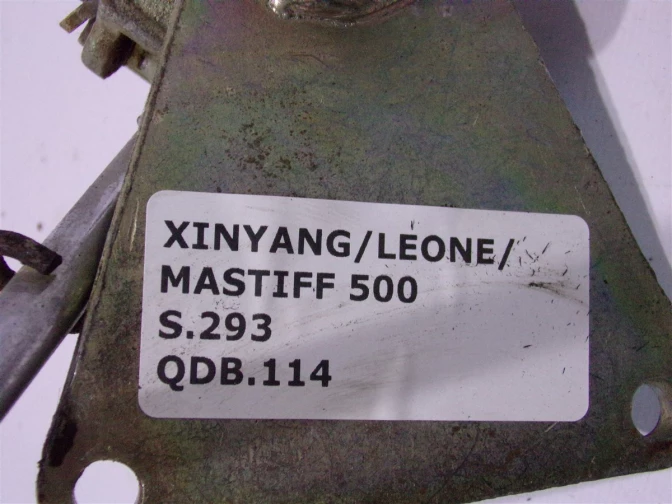 XINYANG/LEONE/
MASTIFF 500
S.293
QDB.114